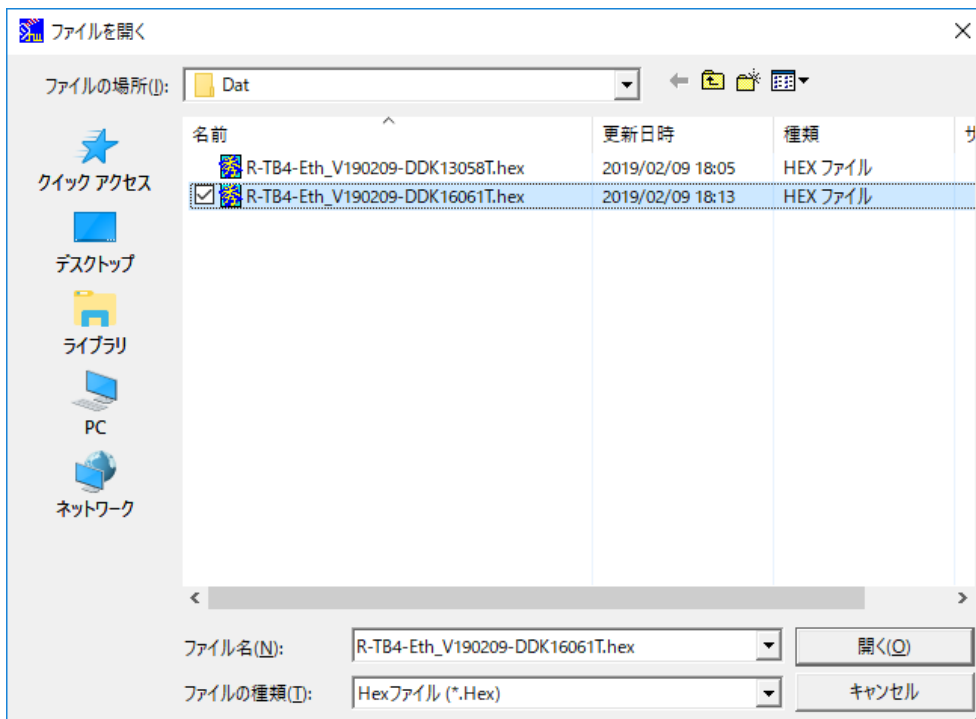 ファイルを開く
ファイルの場所(I): Dat
クイック アクセス
デスクトップ
ライブラリ
PC
ネットワーク
名前 更新日時 種類 サ
R-TB4-Eth_V190209-DDK13058T.hex 2019/02/09 18:05 HEX ファイル
R-TB4-Eth_V190209-DDK16061T.hex 2019/02/09 18:13 HEX ファイル
ファイル名(N): R-TB4-Eth_V190209-DDK16061T.hex 開く(O)
ファイルの種類(T): Hexファイル (*.Hex) キャンセル